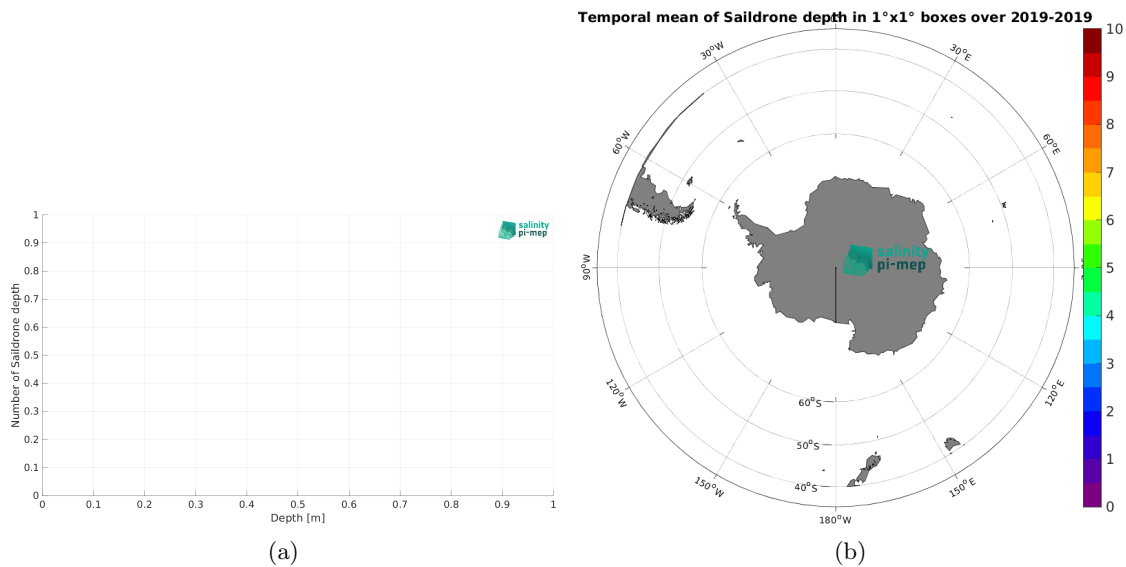 Temporal mean of Saildrone depth in 1°x1° boxes over 2019-2019
Number of Saildrone depth
1
0.9
0.8
0.7
0.6
0.5
0.4
0.3
0.2
0.1
0
0 0.1 0.2 0.3 0.4 0.5 0.6 0.7 0.8 0.9 1
Depth [m]
salinity
pi-mep
(a)
30°W
30°E
60°W
60°E
90°W
salinity
pi-mep
120°W
120°E
60°S
50°S
40°S
150°W
150°E
180°W
10
9
8
7
6
5
4
3
2
1
0
(b)